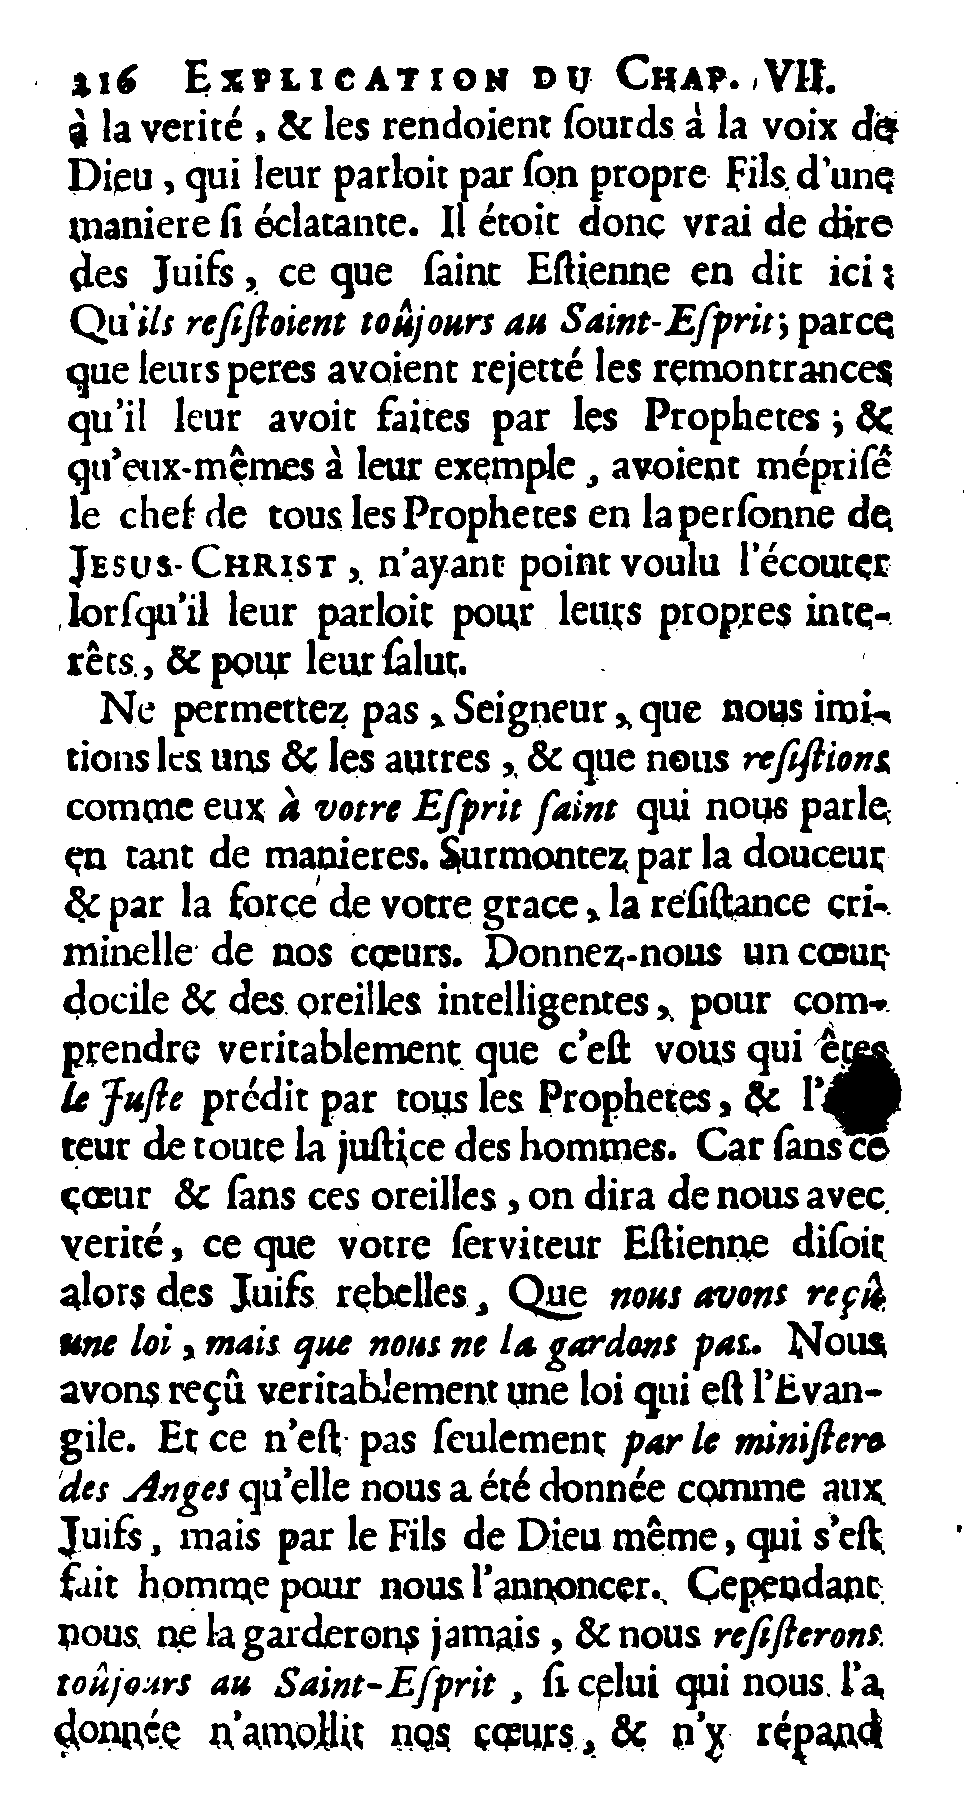 216 EXPLICATION DU CHAP. VII.
à la verité, & les rendoient ſourds à la voix de
Dieu, qui leur parloit par ſon propre Fils d'une
maniere ſi éclatante. Il étoit donc vrai de dire
des Juifs, ce que ſaint Eſtienne en dit ici:
Qu'ils reſiſtoient toûjours au Saint-Eſprit; parce
que leurs peres avoient rejetté les remontrances
qu'il leur avoit faites par les Prophetes; &
qu'eux-mêmes à leur exemple, avoient mépriſé
le chef de tous les Prophetes en la perſonne de
JESUS-CHRIST, n'ayant point voulu l'écouter
lorſqu'il leur parloit pour leurs propres inte-
rêts, & pour leur ſalut.
Ne permettez pas, Seigneur, que nous imi-
tions les uns & les autres, & que nous reſiſtions
comme eux à votre Eſprit ſaint qui nous parle
en tant de manieres. Surmontez par la douceur
& par la force de votre grace, la réſiſtance cri-
minelle de nos cœurs. Donnez-nous un cœur
docile & des oreilles intelligentes, pour com-
prendre veritablement que c'eſt vous qui êtes
le Juſte prédit par tous les Prophetes, &
teur de toute la juſtice des hommes. Car ſans ce
cœur & ſans ces oreilles, on dira de nous avec
verité, ce que votre ſerviteur Eſtienne diſoit
alors des Juifs rebelles, Que nous avons reçû
une loi, mais que nous ne la gardons pas. Nous
avons reçû veritablement une loi qui eſt l'Evan-
gile. Et ce n'eſt pas ſeulement par le miniſtere
des Anges qu'elle nous a été donnée comme aux
Juifs, mais par le Fils de Dieu même, qui s'eſt
fait homme pour nous l'annoncer. Cependant
nous ne la garderons jamais, & nous reſiſterons
toûjours au Saint-Eſprit, ſi celui qui nous l'a
donnée n'amollit nos cœurs, & n'y répand